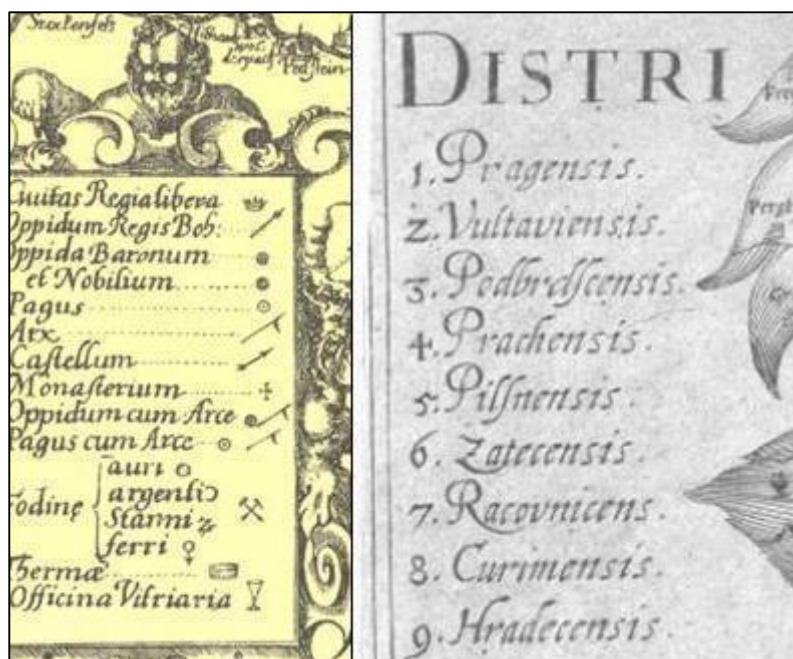 Civitas Regia libera
Oppidum Regis Boh:
Oppida Baronum
et Nobilium
Pagus
Arx
Castellum
Monasterium
Oppidum cum Arce
Pagus cum Arce
Fodinę
auri
argenti
Stanni
ferri
Thermæ
Officina Vitriaria
DISTRI
1. Pragensis.
2. Vultaviensis.
3. Podbrdſcensis.
4. Prachensis.
5. Pilſnensis
6. Zatecensis.
7. Racovnicens.
8. Curimensis.
9. Hradecensis.